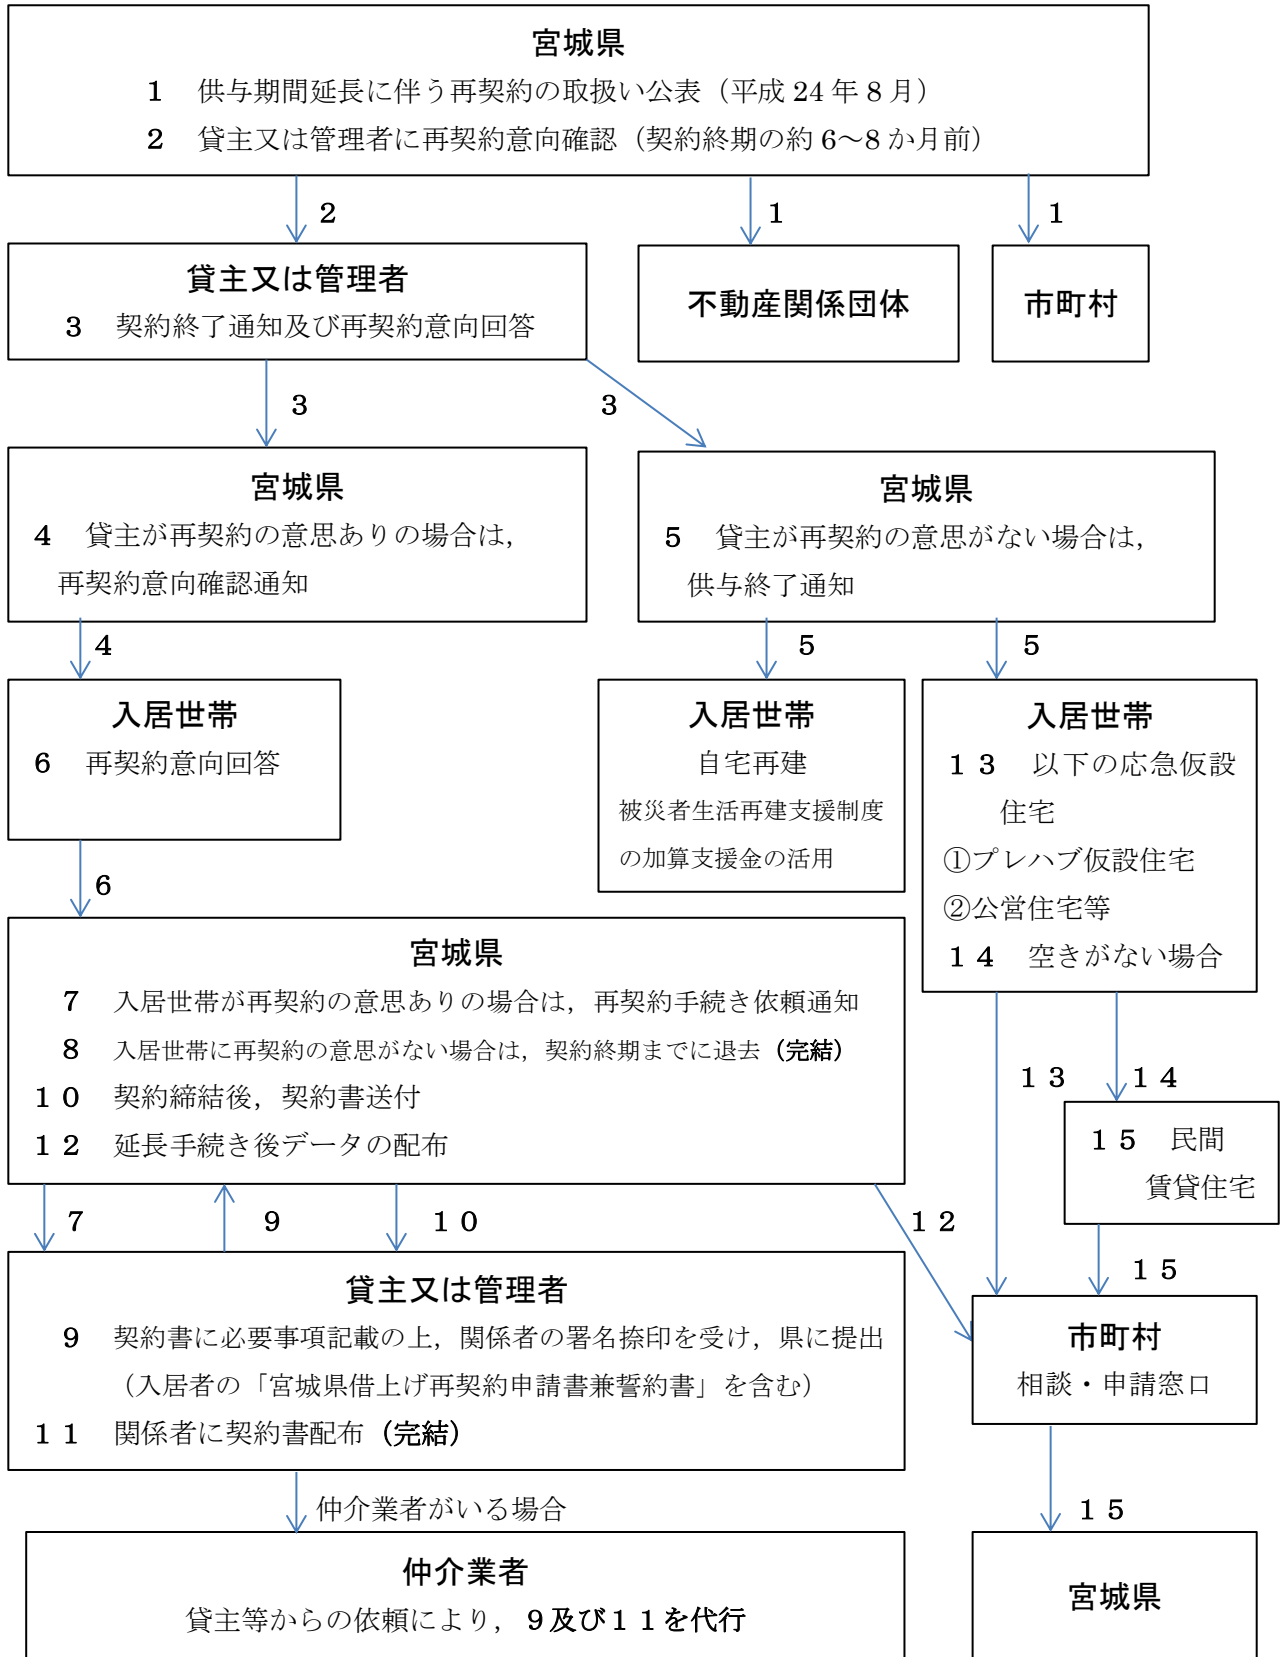 宮城県
１　供与期間延長に伴う再契約の取扱い公表（平成 24 年 8 月）
２　貸主又は管理者に再契約意向確認（契約終期の約 6～8 か月前）
２
１
１
貸主又は管理者
３　契約終了通知及び再契約意向回答
不動産関係団体
市町村
３
３
宮城県
４　貸主が再契約の意思ありの場合は，
再契約意向確認通知
宮城県
５　貸主が再契約の意思がない場合は，
供与終了通知
４
５
５
入居世帯
６　再契約意向回答
入居世帯
自宅再建
被災者生活再建支援制度
の加算支援金の活用
入居世帯
１３　以下の応急仮設
住宅
①プレハブ仮設住宅
②公営住宅等
１４　空きがない場合
６
宮城県
７　入居世帯が再契約の意思ありの場合は，再契約手続き依頼通知
８　入居世帯に再契約の意思がない場合は，契約終期までに退去（完結）
１０　契約締結後，契約書送付
１２　延長手続き後データの配布
１３
１４
１５　民間
賃貸住宅
７
９
１０
１２
１５
貸主又は管理者
９　契約書に必要事項記載の上，関係者の署名捺印を受け，県に提出
（入居者の「宮城県借上げ再契約申請書兼誓約書」を含む）
１１　関係者に契約書配布（完結）
市町村
相談・申請窓口
仲介業者がいる場合
１５
仲介業者
貸主等からの依頼により，９及び１１を代行
宮城県